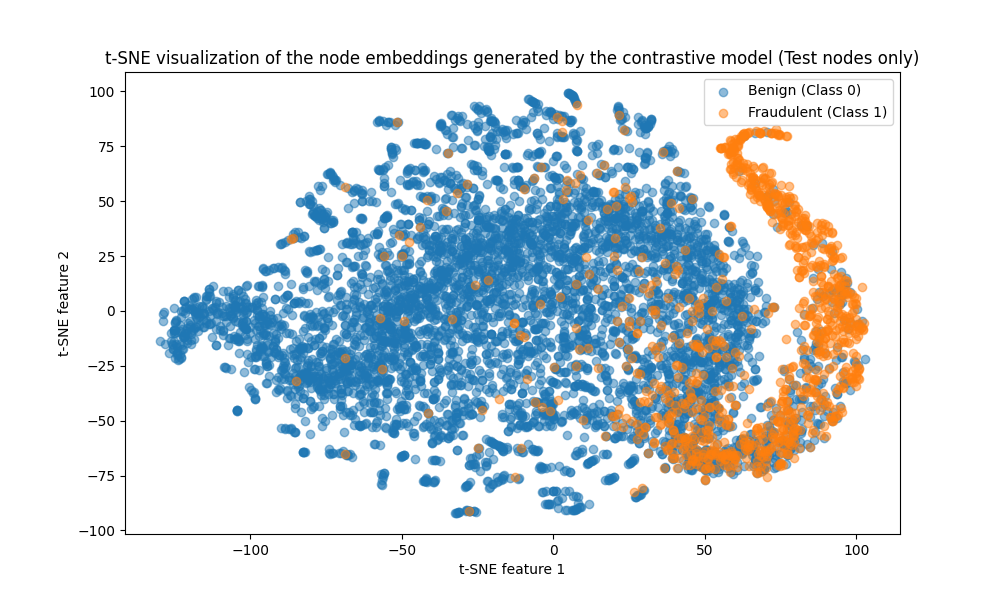 t-SNE visualization of the node embeddings generated by the contrastive model (Test nodes only)
Benign (Class 0)
Fraudulent (Class 1)
100
75
50
25
0
−25
−50
−75
−100
t-SNE feature 2
−100
−50
0
50
100
t-SNE feature 1